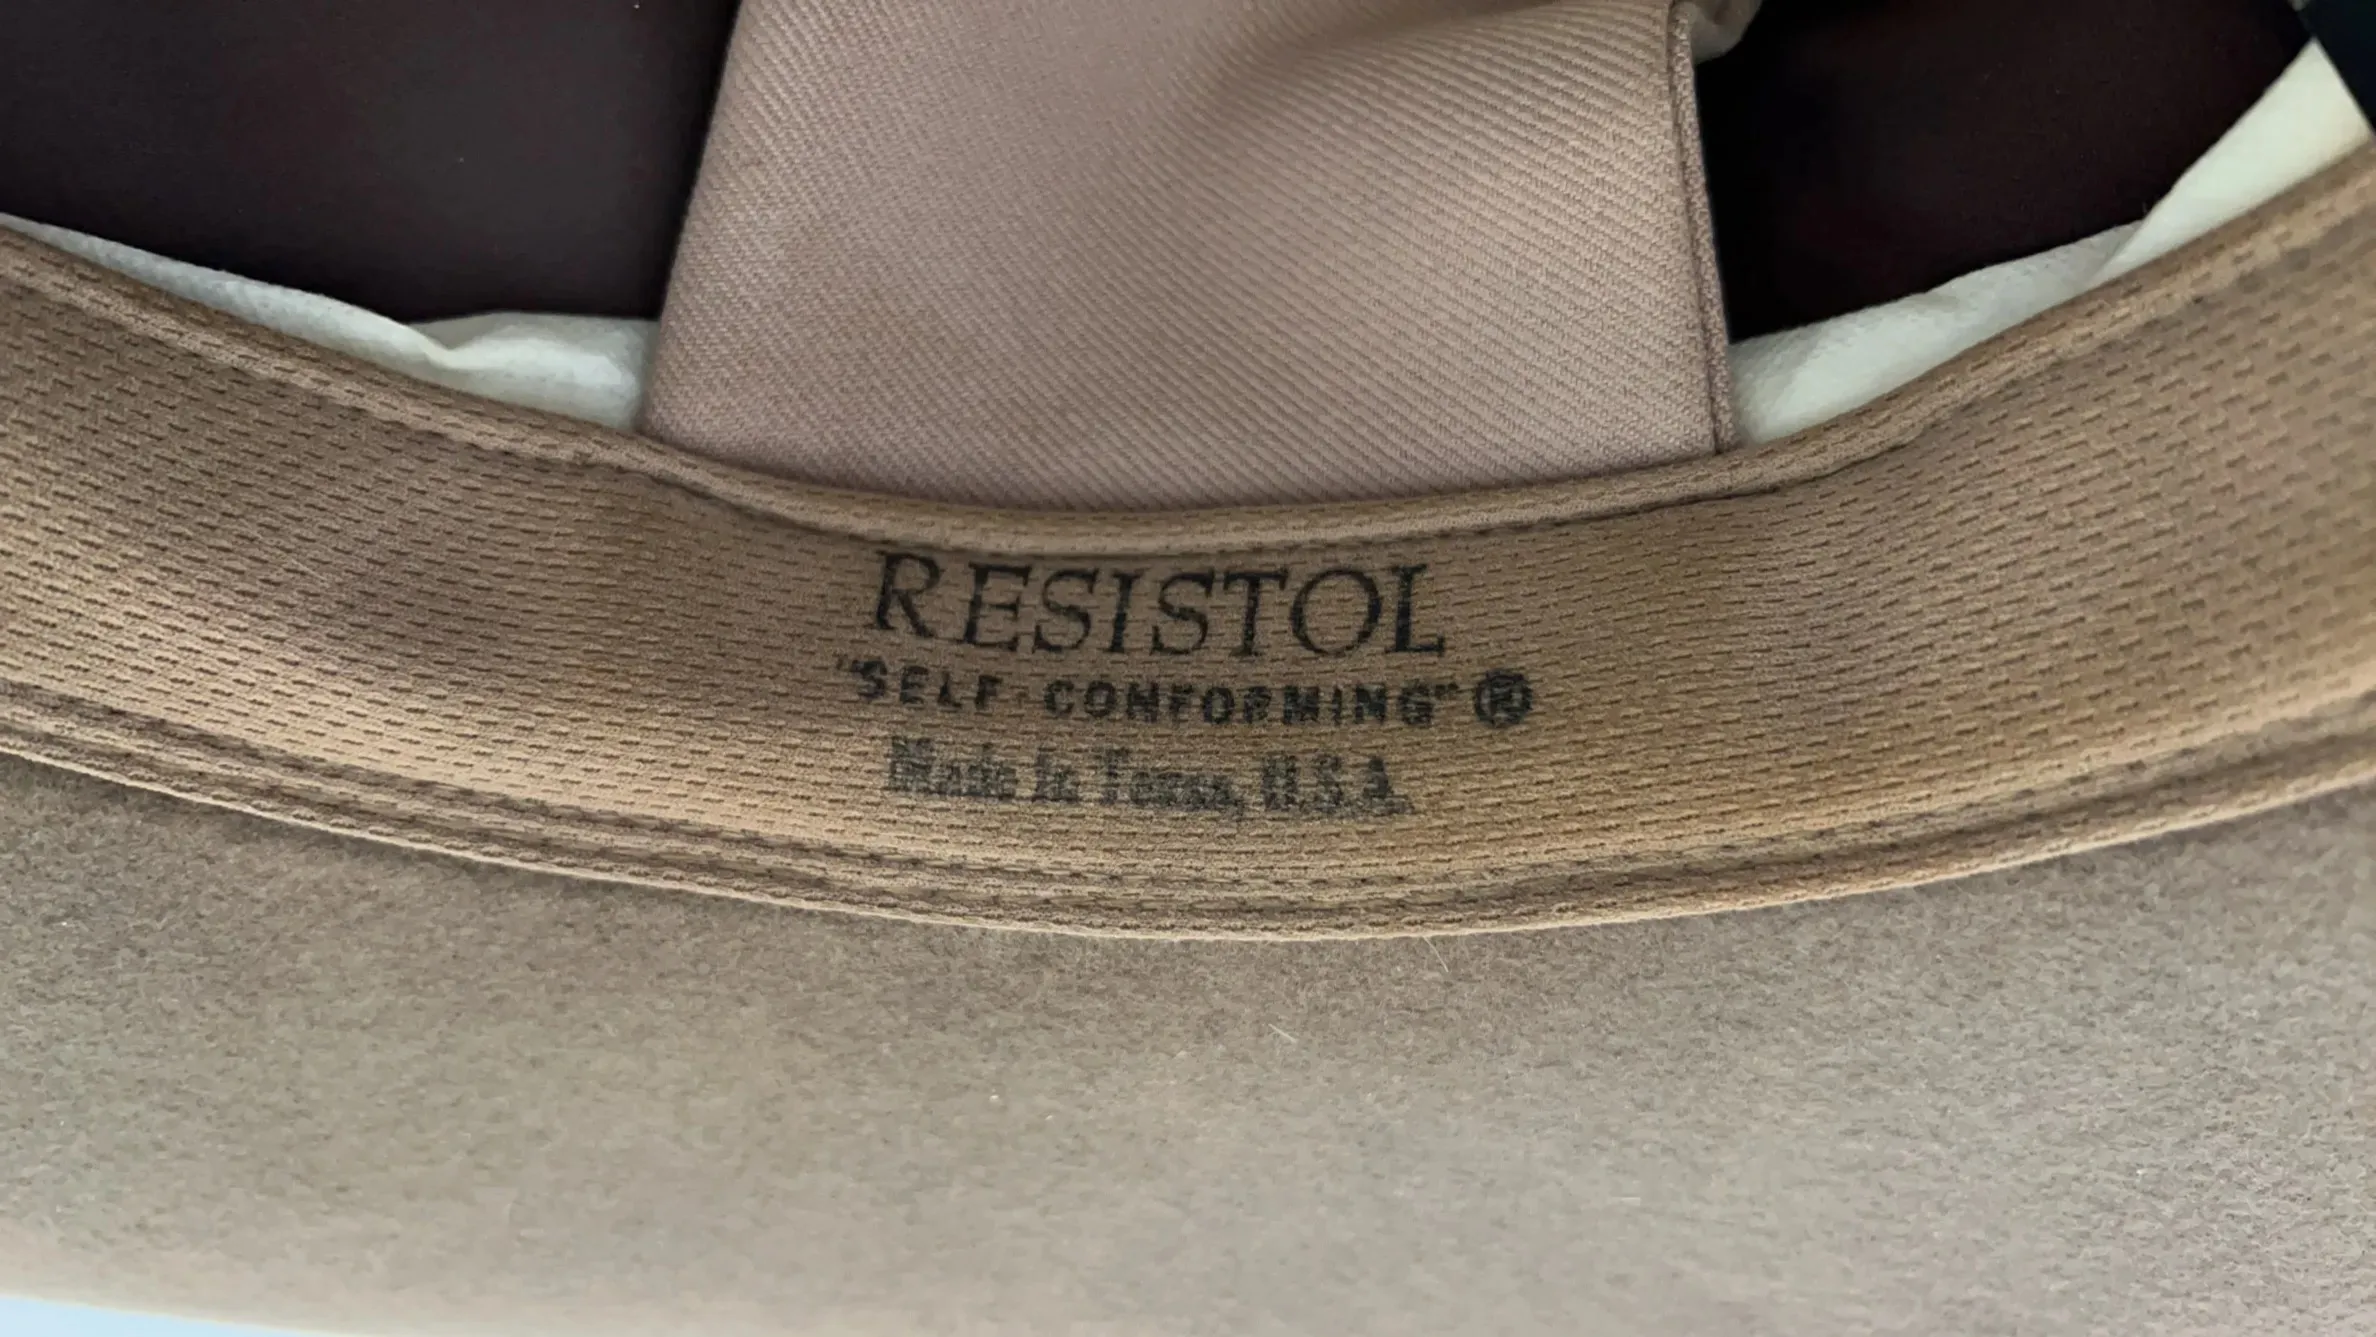 RESISTOL
"SELF-CONFORMING" ®
Made in Texas, U.S.A.